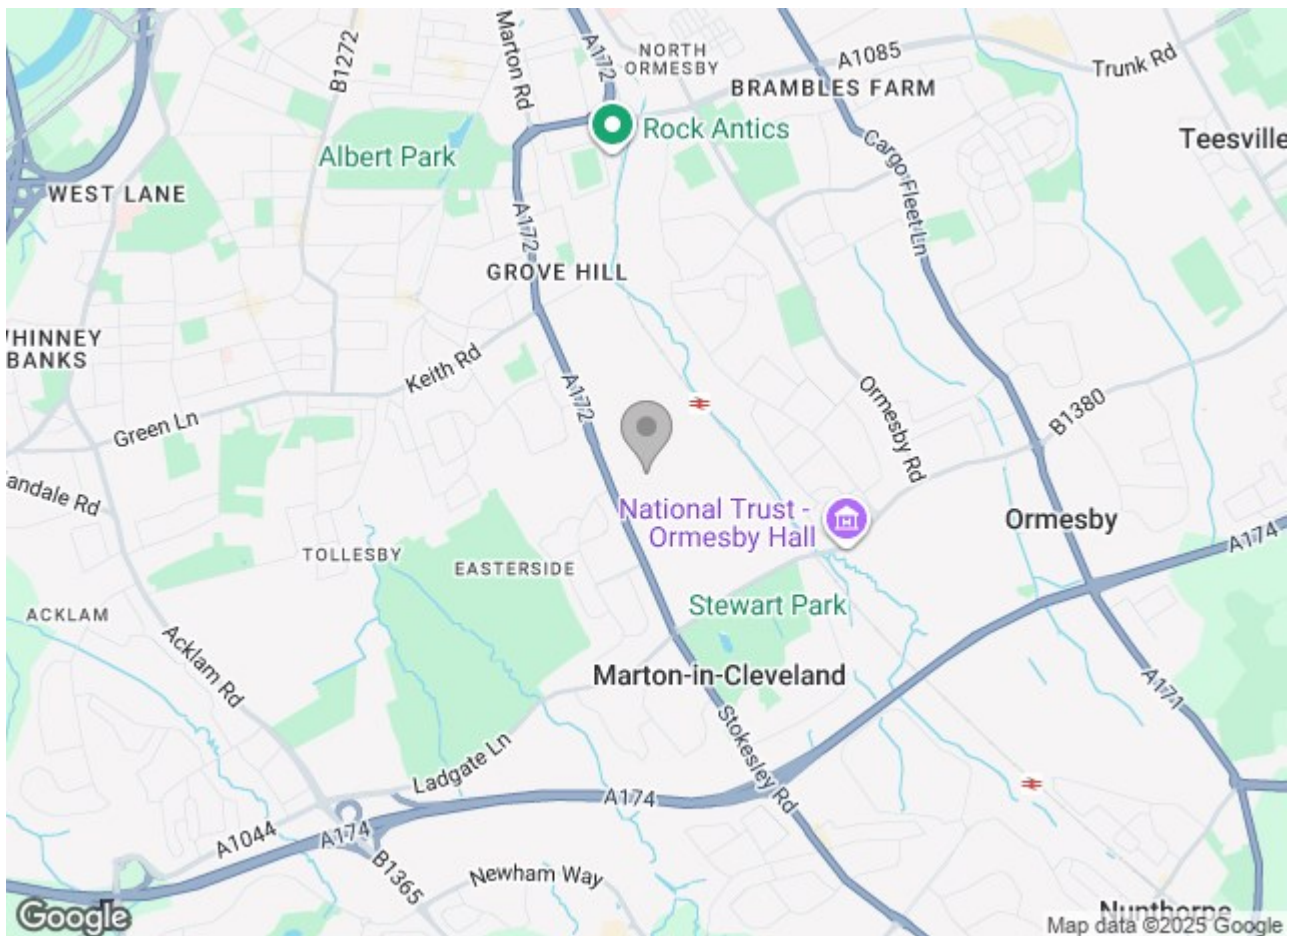 Marton Rd
B1272
A172
NORTH
ORMESBY
A1085
Trunk Rd
BRAMBLES FARM
Rock Antics
Teesville
Albert Park
Cargo Fleet Ln
WEST LANE
A172
GROVE HILL
WHINNEY
BANKS
Keith Rd
A172
Ormesby Rd
B1380
Green Ln
andale Rd
National Trust -
Ormesby Hall
Ormesby
A174
TOLLESBY
EASTERSIDE
Stewart Park
ACKLAM
Acklam Rd
Marton-in-Cleveland
A171
Stokesley Rd
Ladgate Ln
A174
A1044
A174
B1365
Newham Way
Nunthorpe
Google
Map data ©2025 Google